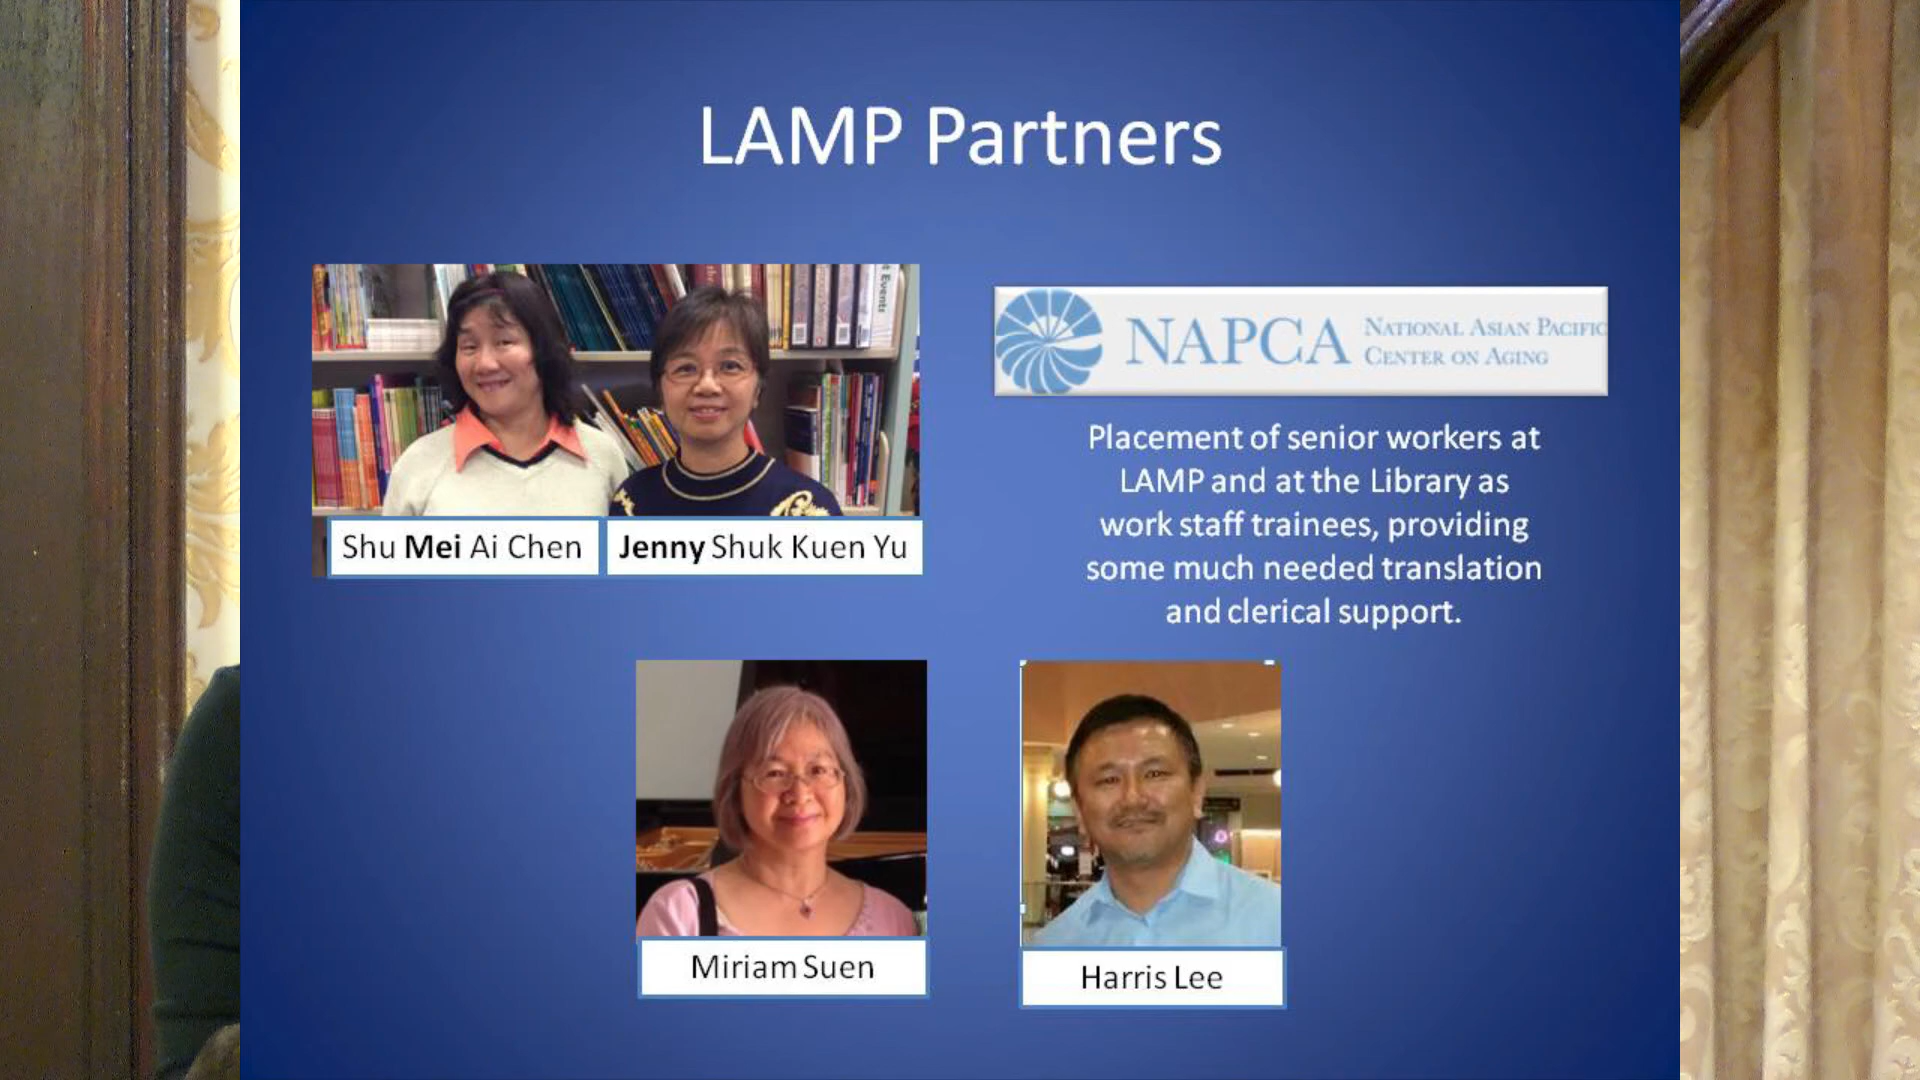 LAMP Partners
t Events
NAPCA NATIONAL ASIAN PACIFIC
CENTER ON AGING
Placement of senior workers at
LAMP and at the Library as
work staff trainees, providing
some much needed translation
and clerical support.
Shu Mei Ai Chen
Jenny Shuk Kuen Yu
Miriam Suen
Harris Lee